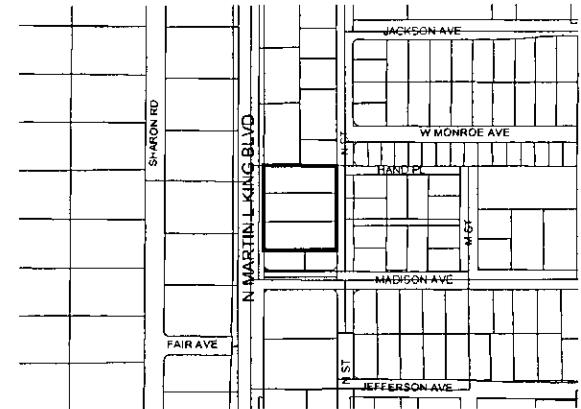 JACKSON AVE
SHARON RD
N MARTIN L KING BLVD
N ST
W MONROE AVE
HAND PL
M ST
MADISON AVE
FAIR AVE
N ST
JEFFERSON AVE